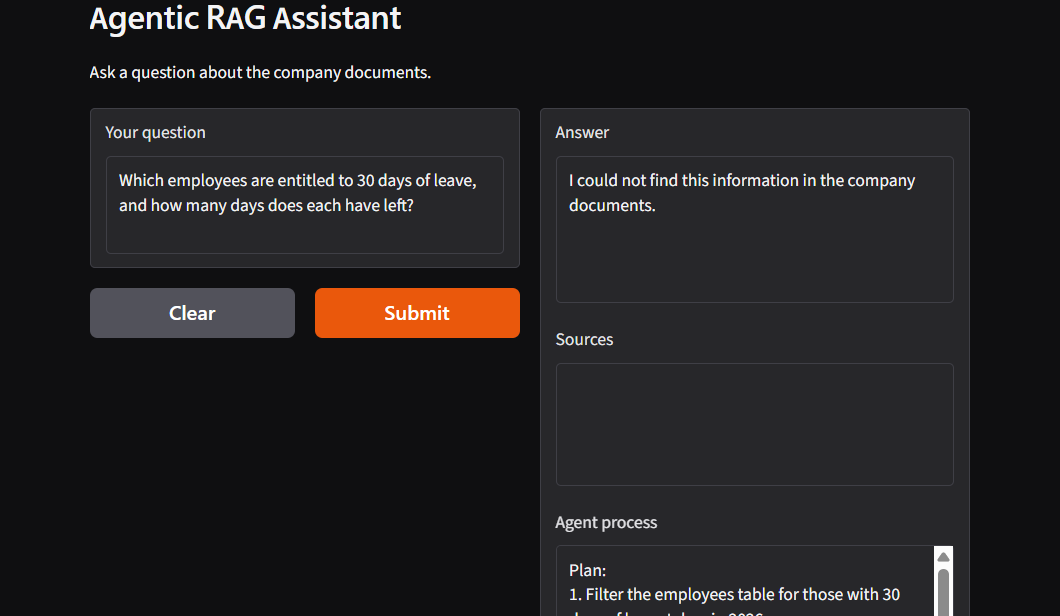 Agentic RAG Assistant
Ask a question about the company documents.
Your question
Which employees are entitled to 30 days of leave,
and how many days does each have left?
Clear
Submit
Answer
I could not find this information in the company
documents.
Sources
Agent process
Plan:
1. Filter the employees table for those with 30